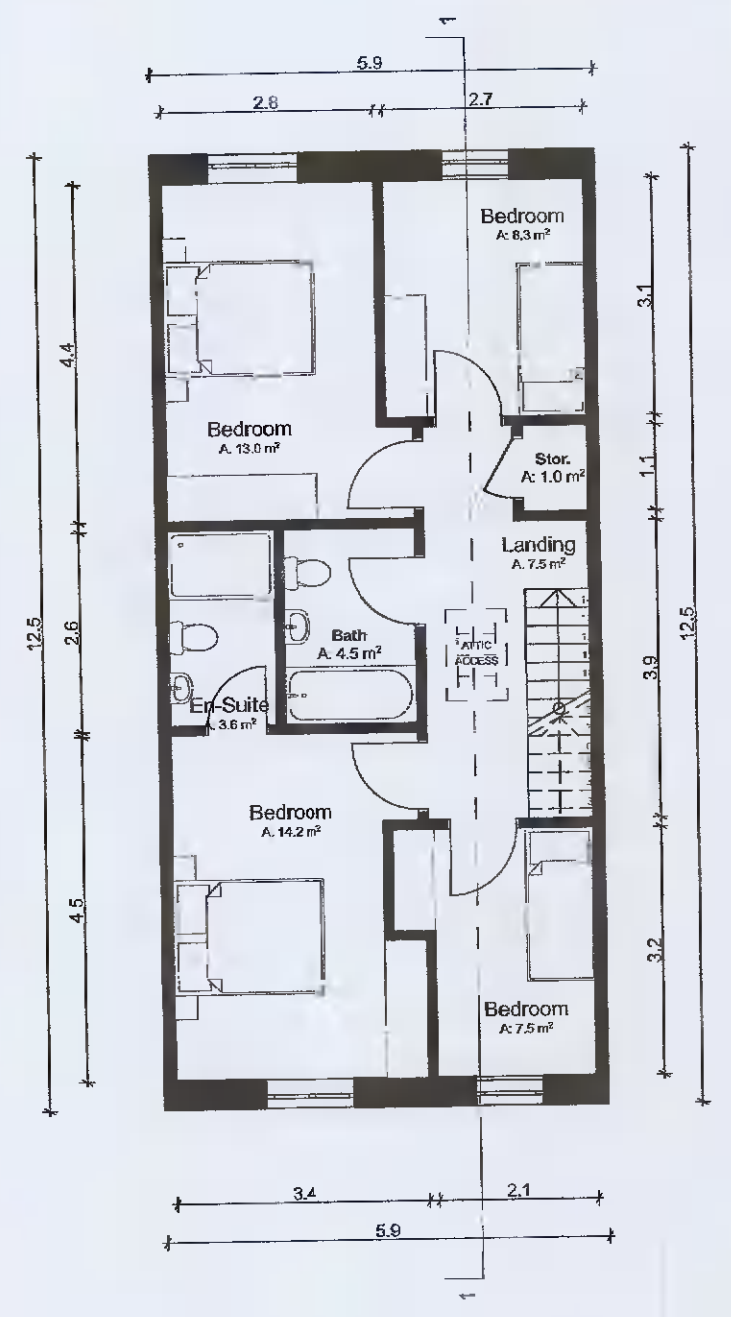 1
5.9
2.8
2.7
Bedroom
A: 8.3 m²
3.1
4.4
Bedroom
A. 13.0 m²
Stor.
A: 1.0 m²
1.1
Landing
A. 7.5 m²
12.5
2.6
Bath
A: 4.5 m²
ATTIC
ACCESS
3.9
12.5
En-Suite
A. 3.6 m²
Bedroom
A. 14.2 m²
4.5
3.2
Bedroom
A: 7.5 m²
3.4
2.1
5.9
1